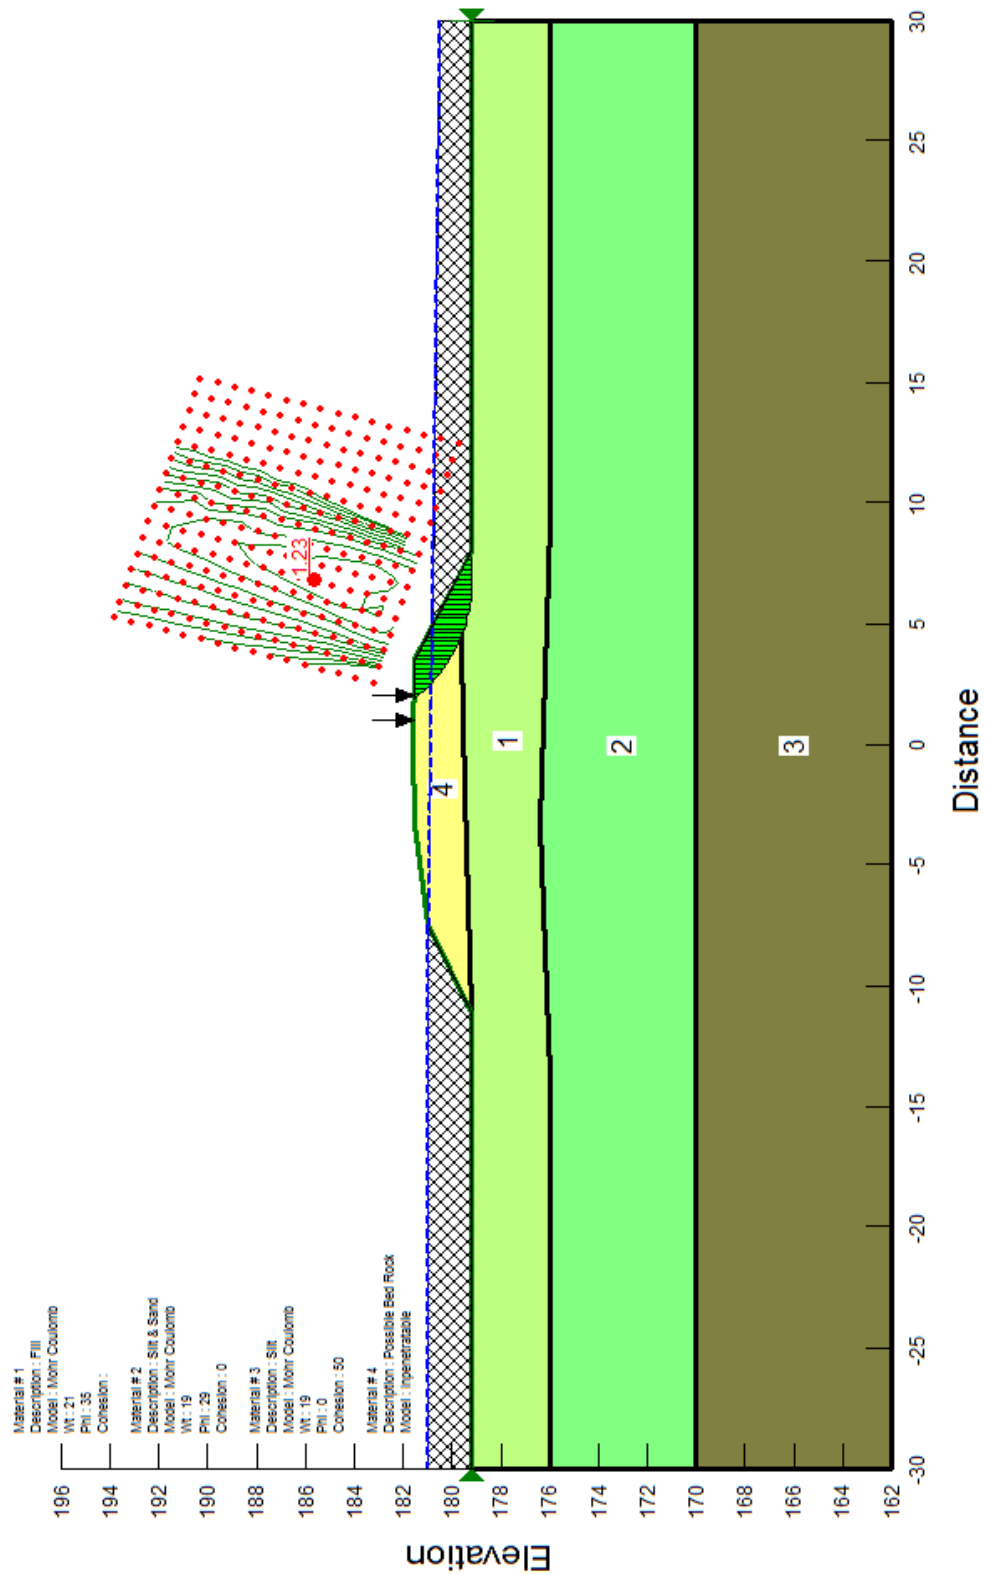 Material # 1
Description : Fill
Model : Mohr Coulomb
Wt : 21
Phi : 35
Cohesion :
Material # 2
Description : Silt & Sand
Model : Mohr Coulomb
Wt : 19
Phi : 29
Cohesion : 0
Material # 3
Description : Silt
Model : Mohr Coulomb
Wt : 19
Phi : 0
Cohesion : 50
Material # 4
Description : Possible Bed Rock
Model : Inpenetratable
1.23
4
1
2
3
Elevation
196
194
192
190
188
186
184
182
180
178
176
174
172
170
168
166
164
162
-30
-25
-20
-15
-10
-5
0
5
10
15
20
25
30
Distance